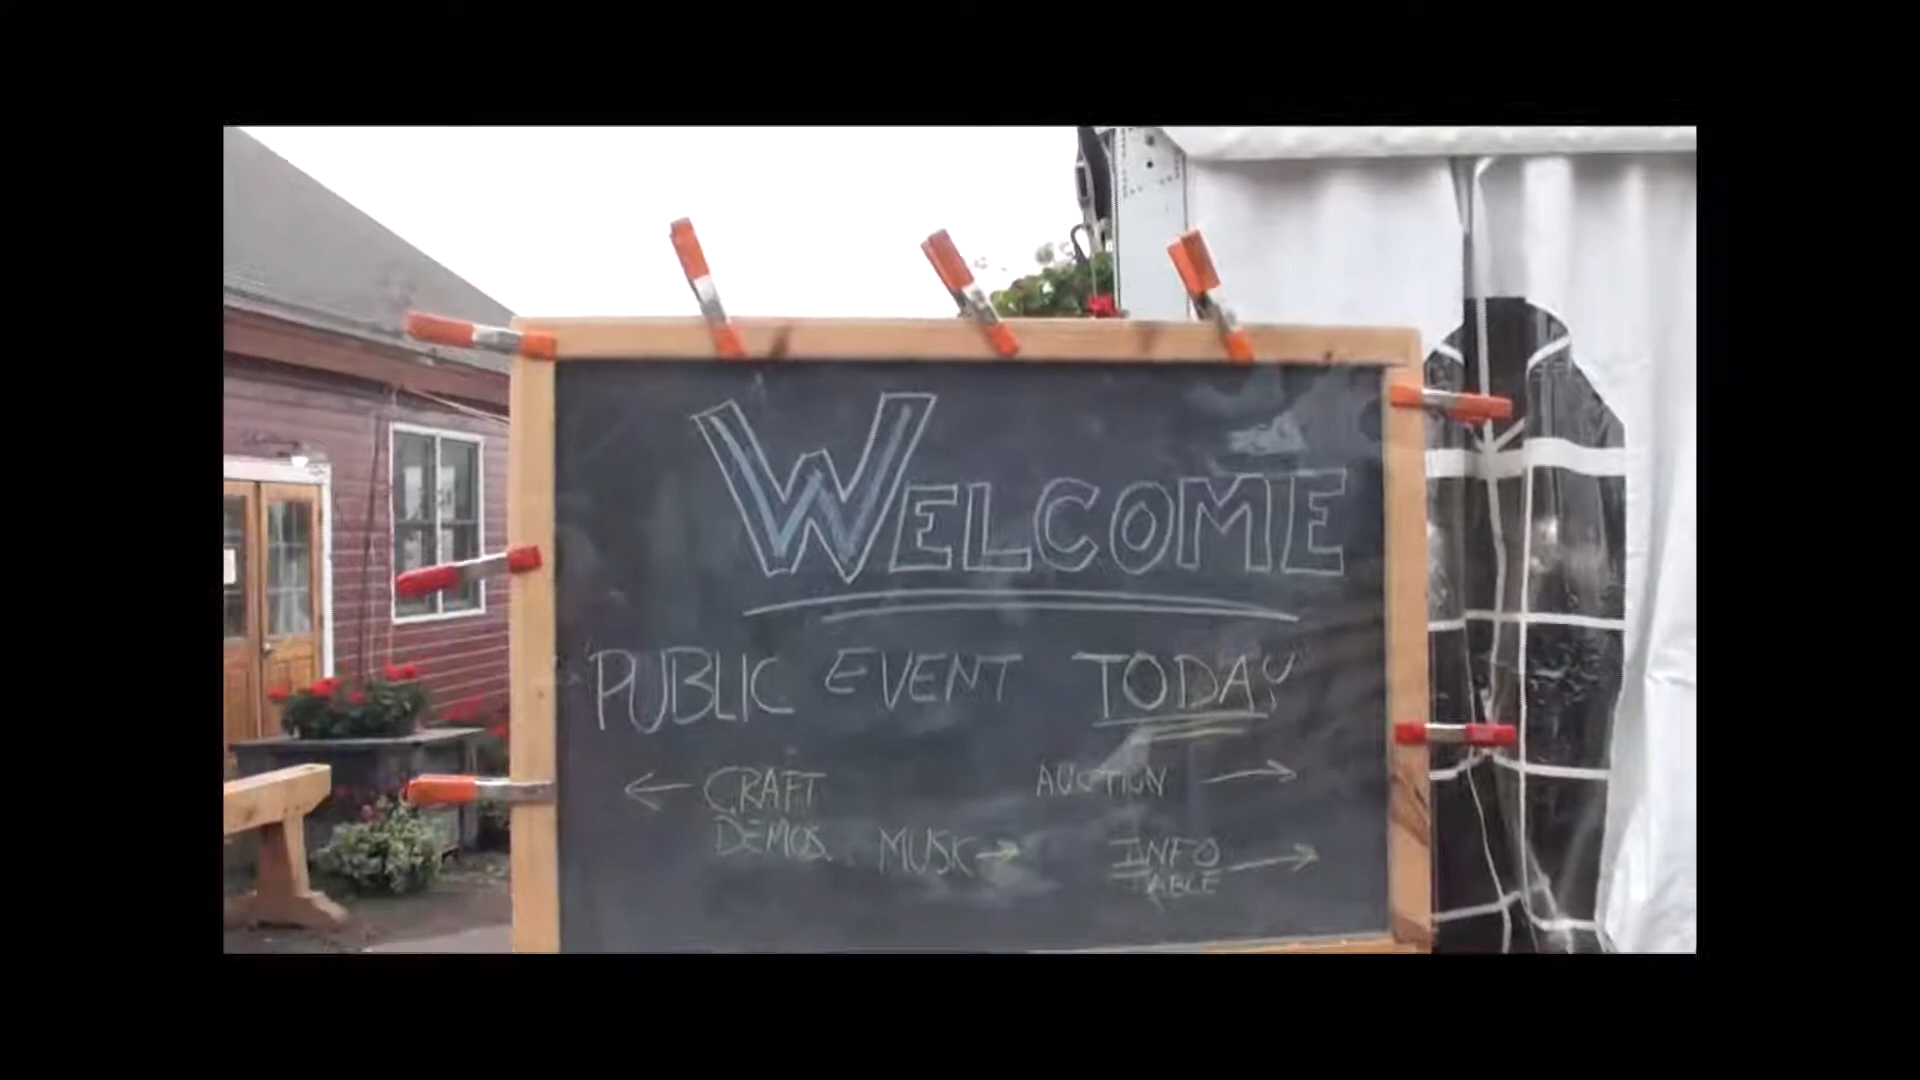 WELCOME
PUBLIC EVENT TODAY
← CRAFT DEMOS
AUCTION →
MUSIC →
INFO TABLE →